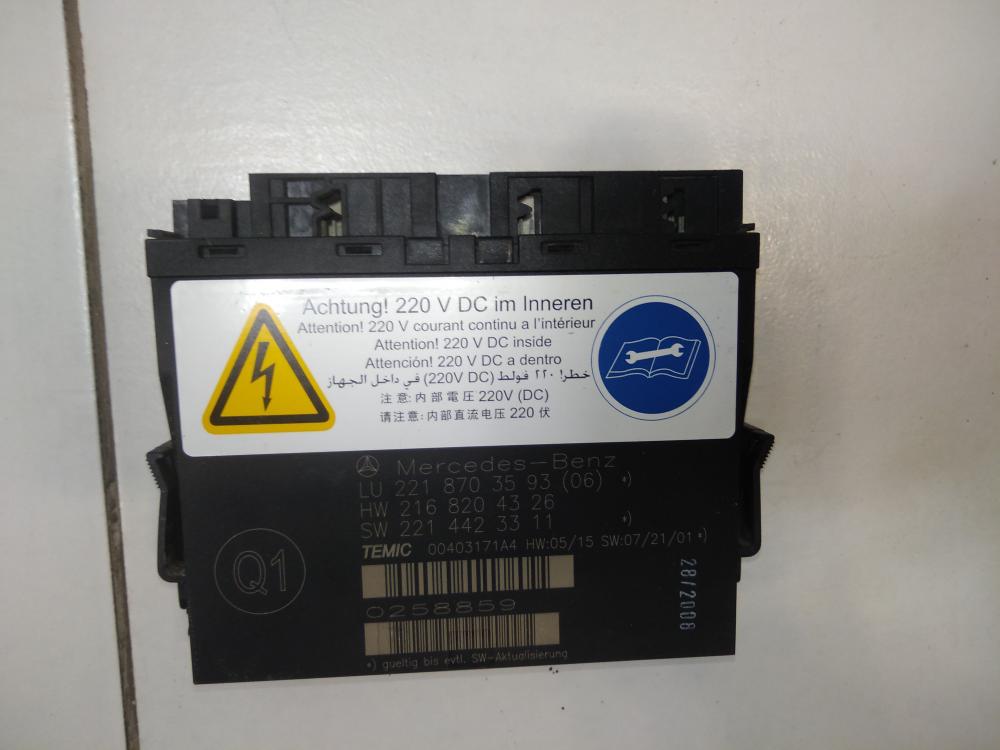 Achtung! 220 V DC im Inneren
Attention! 220 V courant continu a l'intérieur
Attention! 220 V DC inside
Attención! 220 V DC a dentro
خطر! ٢٢٠ فولط (220V DC) في داخل الجهاز
注意: 内部電圧 220V (DC)
请注意: 内部直流电压 220 伏
Mercedes-Benz
LU 221 870 35 93 (06) *)
HW 216 820 43 26
SW 221 442 33 11 *)
TEMIC 00403171A4 HW:05/15 SW:07/21/01 *)
Q1
0258859
28/2008
*) gueltig bis evtl. SW-Aktualisierung